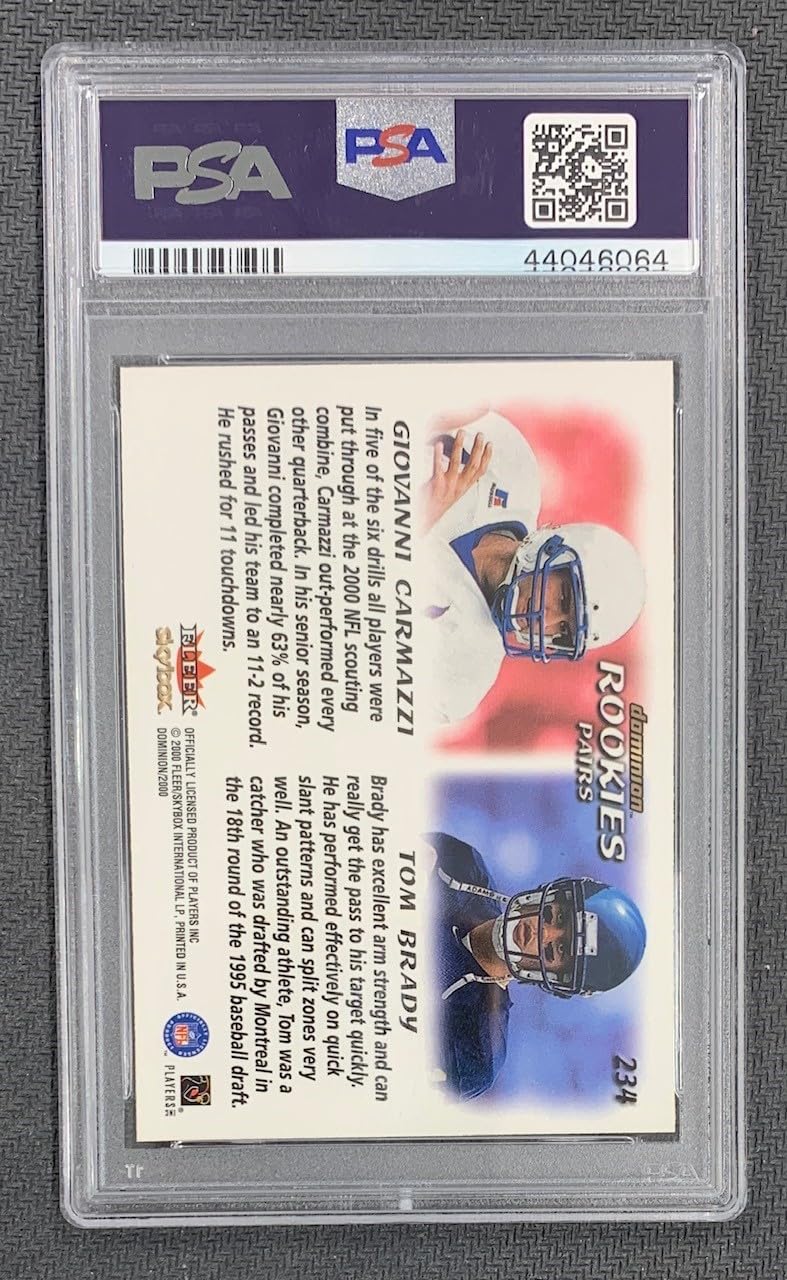 PSA
PSA
44046064
dominion™
ROOKIES
PAIRS
234
ADAMS
GIOVANNI CARMAZZI
In five of the six drills all players were
put through at the 2000 NFL scouting
combine, Carmazzi out-performed every
other quarterback. In his senior season,
Giovanni completed nearly 63% of his
passes and led his team to an 11-2 record.
He rushed for 11 touchdowns.
TOM BRADY
Brady has excellent arm strength and can
really get the pass to his target quickly.
He has performed effectively on quick
slant patterns and can split zones very
well. An outstanding athlete, Tom was a
catcher who was drafted by Montreal in
the 18th round of the 1995 baseball draft.
FLEER
skybox.
OFFICIALLY LICENSED PRODUCT OF PLAYERS INC
© 2000 FLEER/SKYBOX INTERNATIONAL LP. PRINTED IN U.S.A.
DOMINION/2000
NFL
PLAYERS
PSA